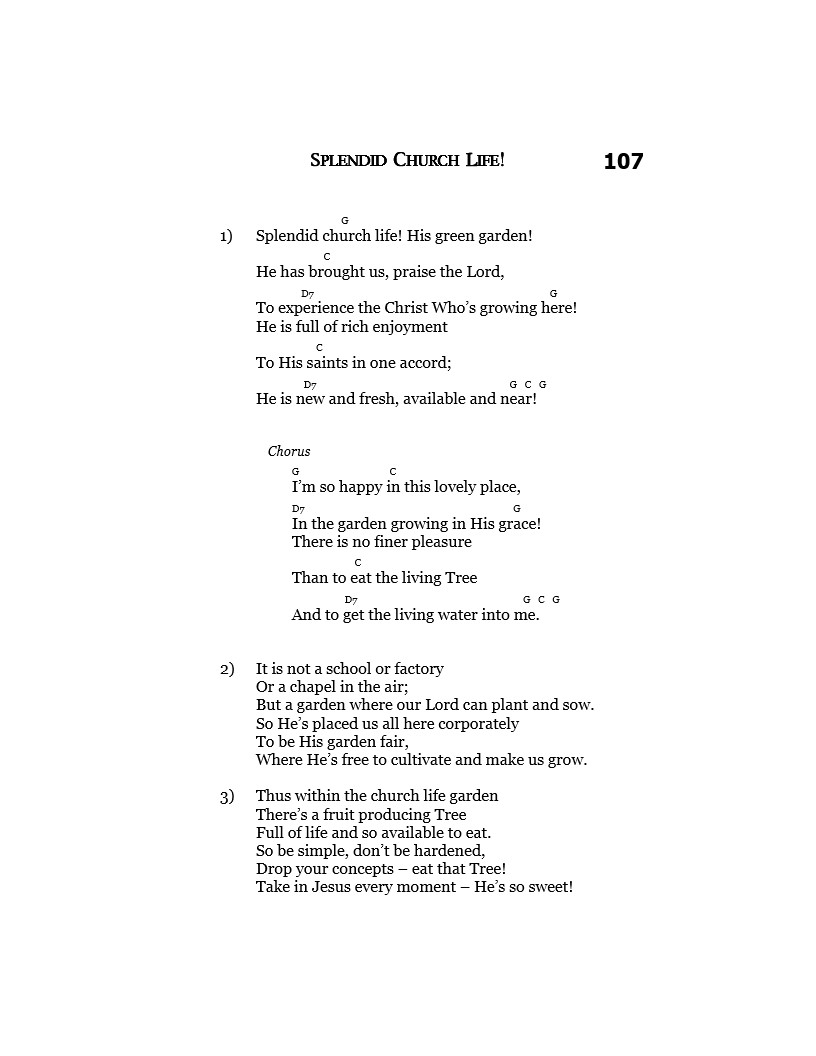 SPLENDID CHURCH LIFE! 107
G
1) Splendid church life! His green garden!
C
He has brought us, praise the Lord,
D7 G
To experience the Christ Who’s growing here!
He is full of rich enjoyment
C
To His saints in one accord;
D7 G C G
He is new and fresh, available and near!
Chorus
G C
I’m so happy in this lovely place,
D7 G
In the garden growing in His grace!
There is no finer pleasure
C
Than to eat the living Tree
D7 G C G
And to get the living water into me.
2) It is not a school or factory
Or a chapel in the air;
But a garden where our Lord can plant and sow.
So He’s placed us all here corporately
To be His garden fair,
Where He’s free to cultivate and make us grow.
3) Thus within the church life garden
There’s a fruit producing Tree
Full of life and so available to eat.
So be simple, don’t be hardened,
Drop your concepts – eat that Tree!
Take in Jesus every moment – He’s so sweet!